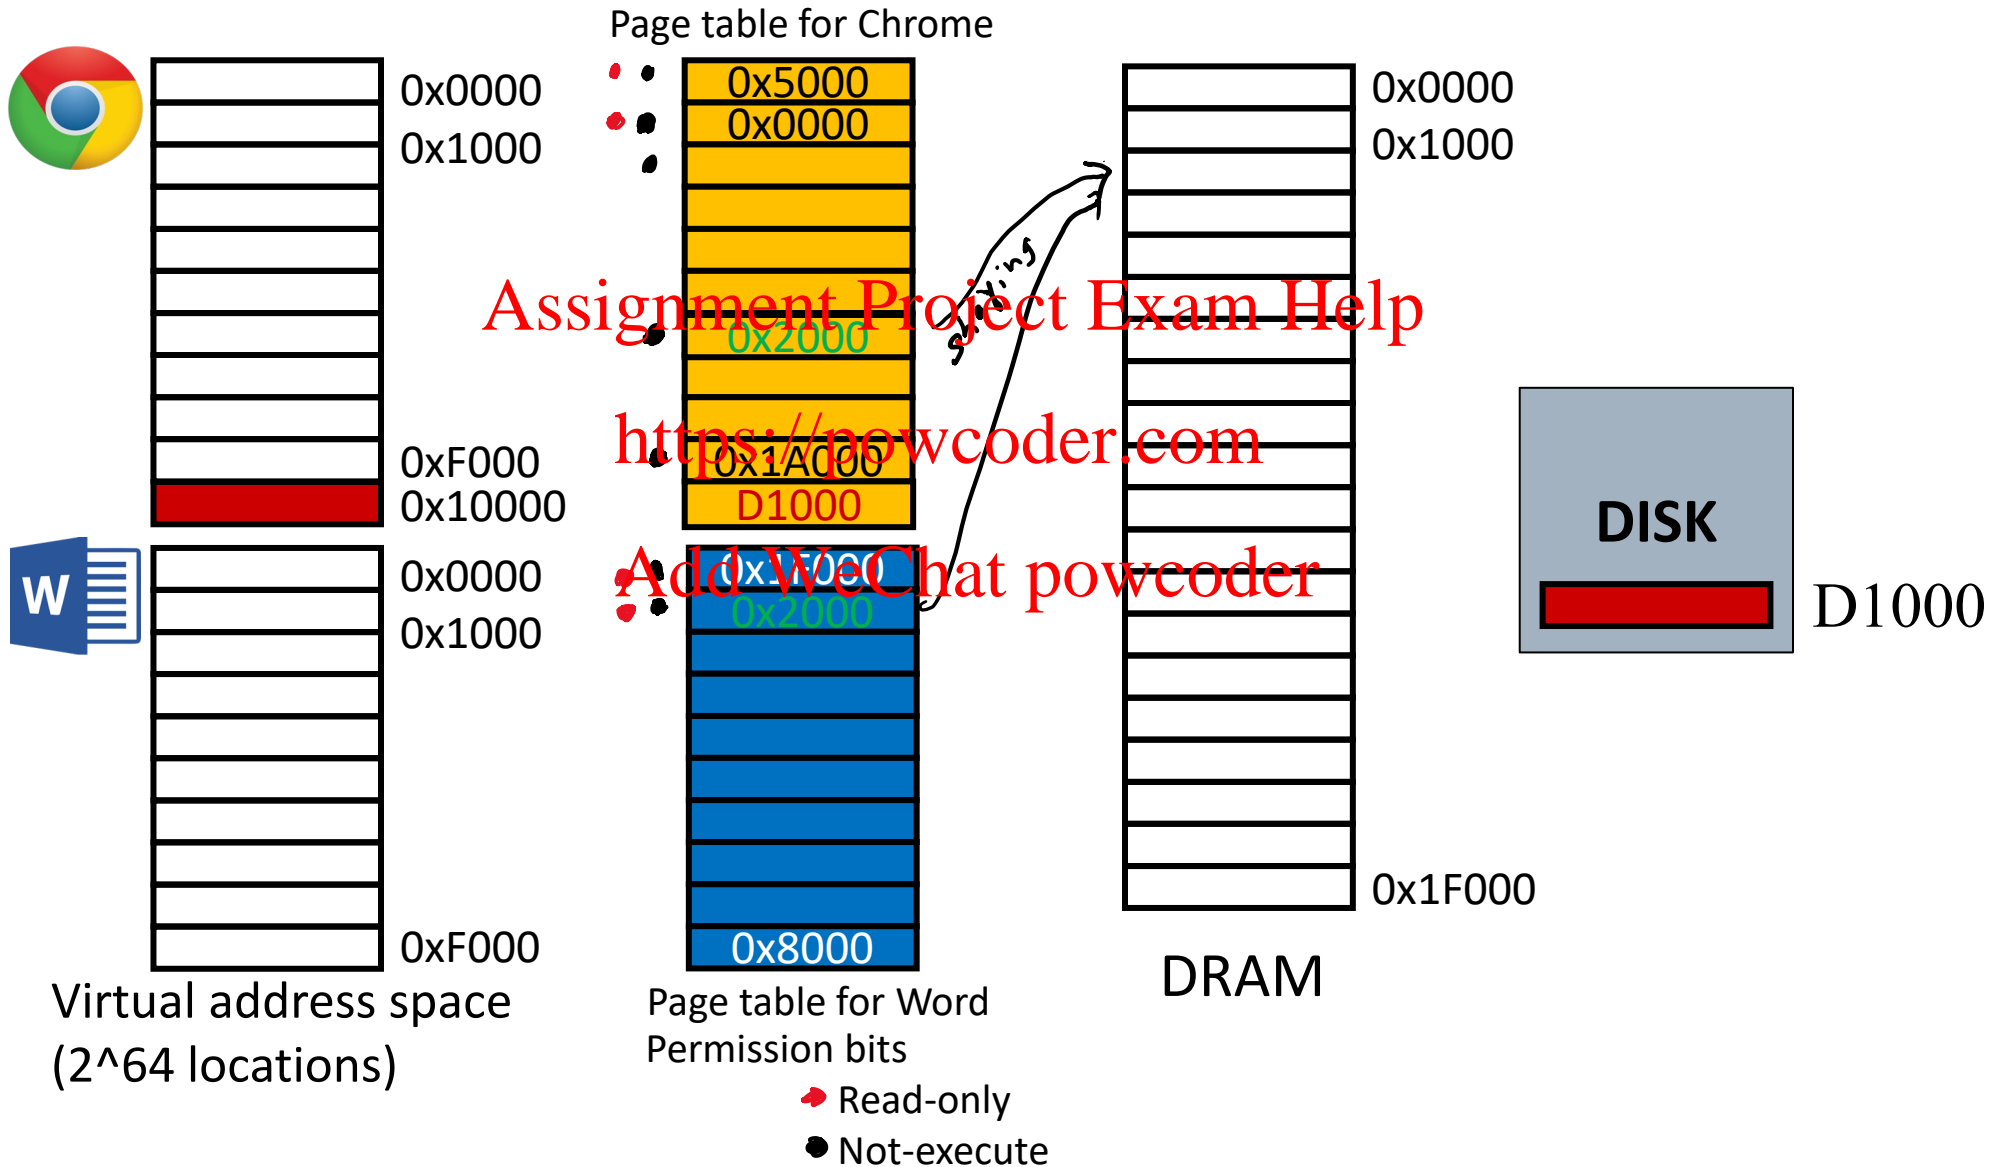 Page table for Chrome
0x0000
0x1000
0xF000
0x10000
0x5000
0x0000
0x2000
0x1A000
D1000
0x0000
0x1000
sharing
Assignment Project Exam Help
https://powcoder.com
Add WeChat powcoder
DISK
D1000
W
0x0000
0x1000
0xF000
0x1F000
0x2000
0x8000
0x1F000
DRAM
Virtual address space
(2^64 locations)
Page table for Word
Permission bits
Read-only
Not-execute